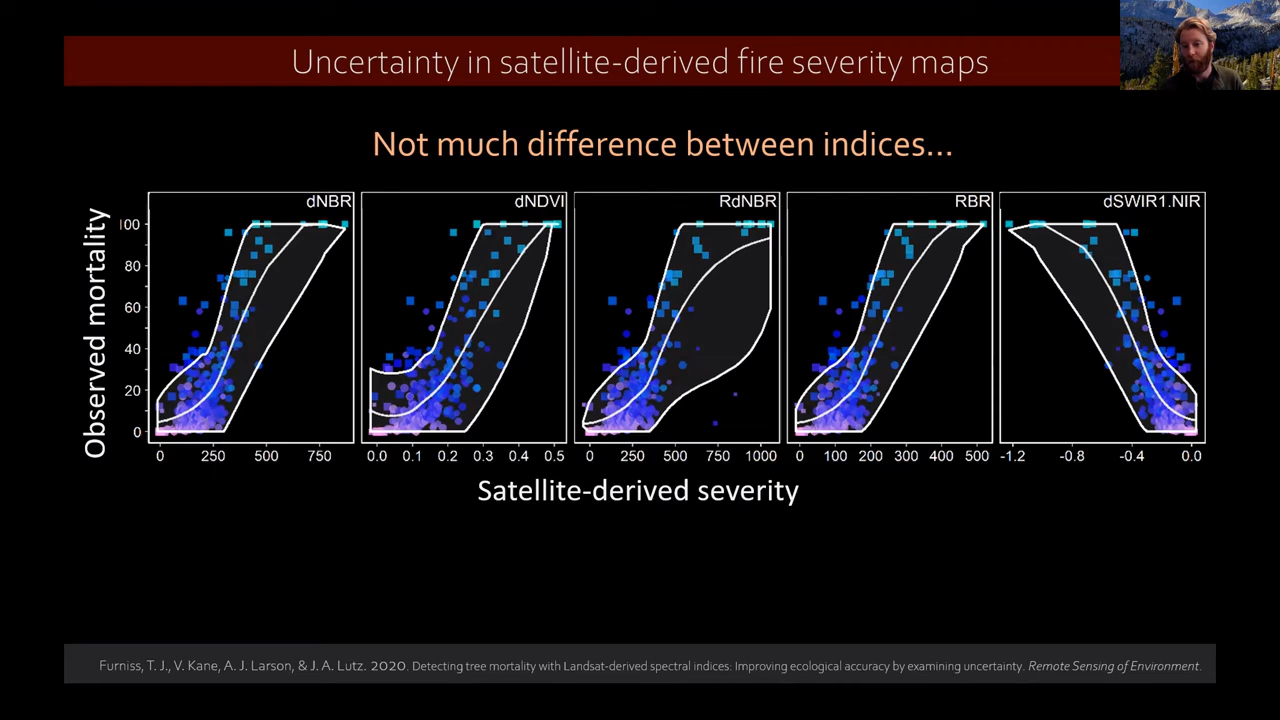 Uncertainty in satellite-derived fire severity maps
Not much difference between indices...
Observed mortality
100
80
60
40
20
0
dNBR
0 250 500 750
dNDVI
0.0 0.1 0.2 0.3 0.4 0.5
RdNBR
0 250 500 750 1000
RBR
0 100 200 300 400 500
dSWIR1.NIR
-1.2 -0.8 -0.4 0.0
Satellite-derived severity
Furniss, T. J., V. Kane, A. J. Larson, & J. A. Lutz. 2020. Detecting tree mortality with Landsat-derived spectral indices: Improving ecological accuracy by examining uncertainty. Remote Sensing of Environment.